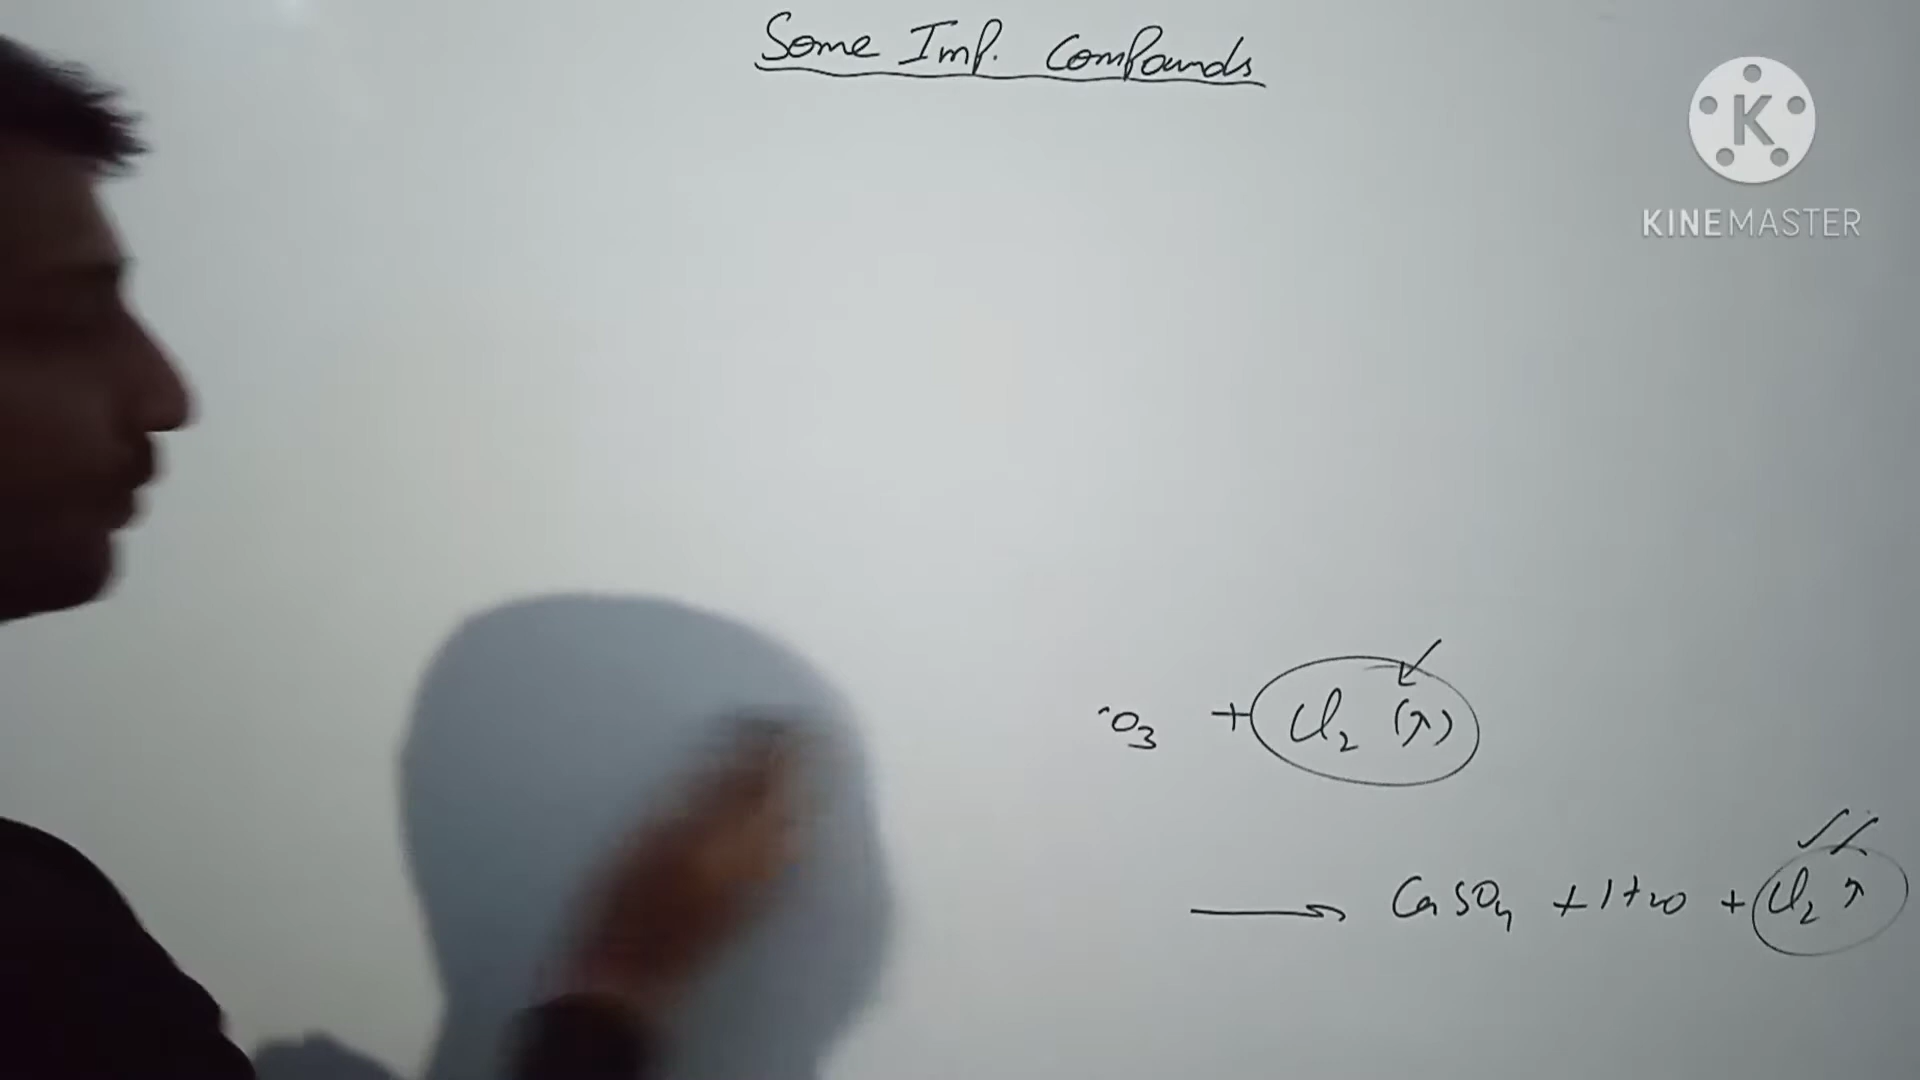 Some Imp. Compounds
K
KINEMASTER
O3 + Cl2 (↗)
⟶ CaSO4 + H2O + Cl2 ↗